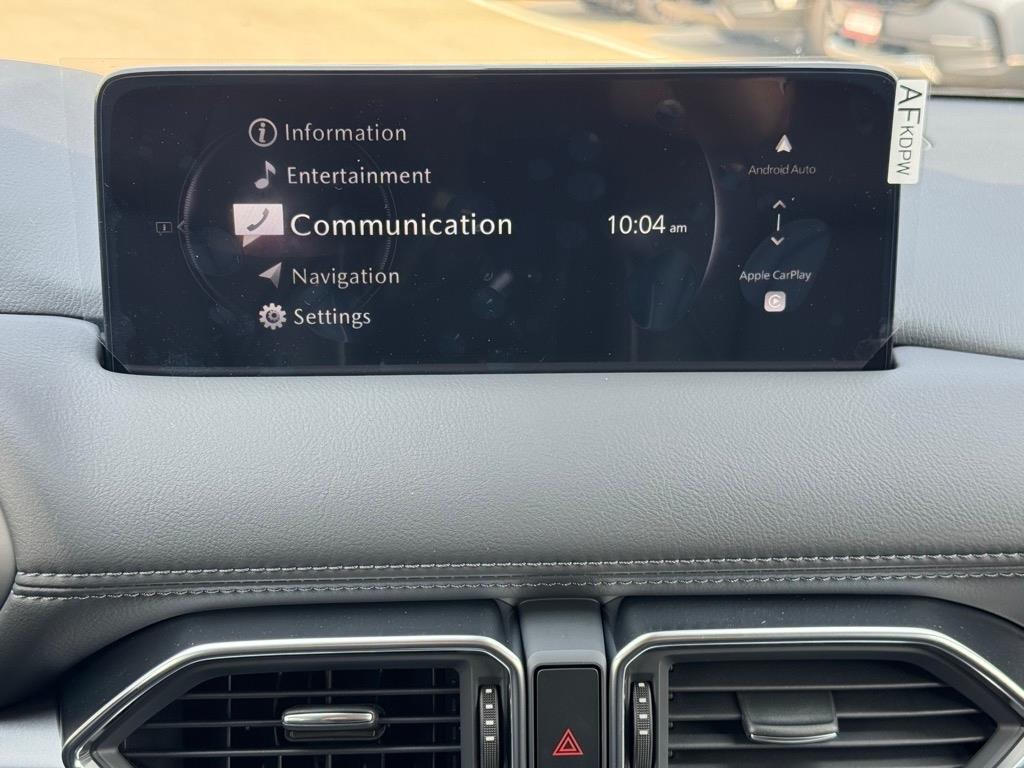 Information
Entertainment
Communication
Navigation
Settings
10:04 am
Android Auto
Apple CarPlay
AF
KDPW